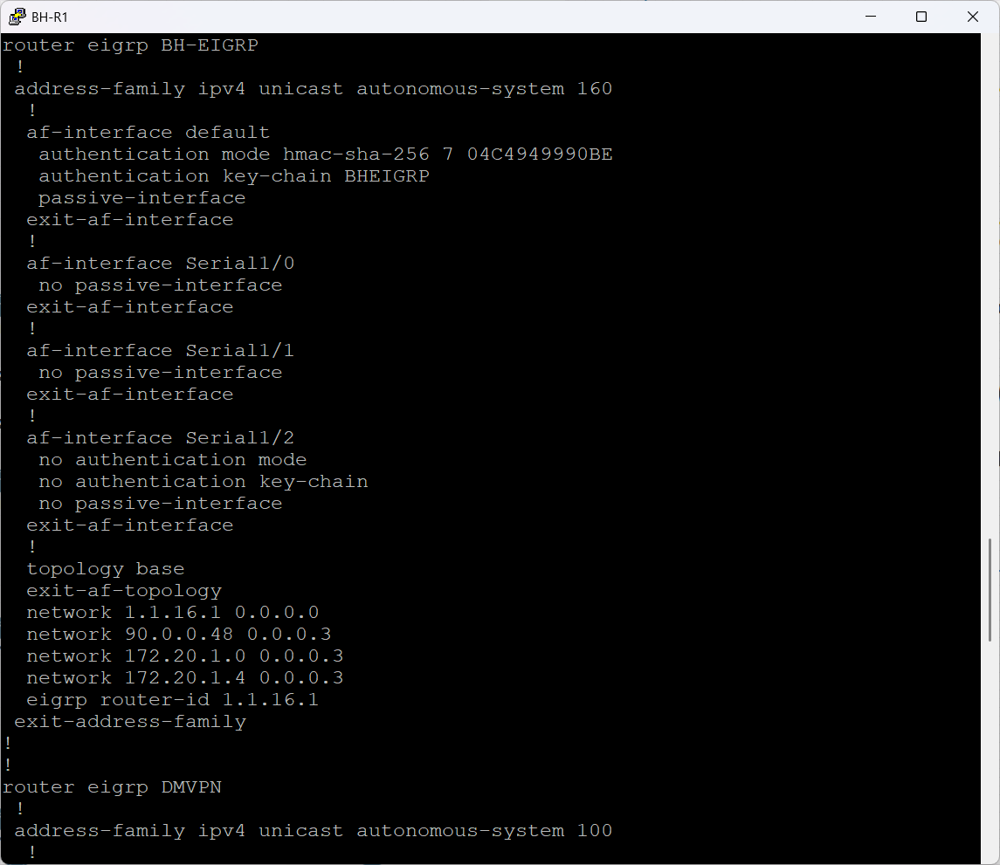 BH-R1
router eigrp BH-EIGRP
 !
 address-family ipv4 unicast autonomous-system 160
  !
  af-interface default
   authentication mode hmac-sha-256 7 04C4949990BE
   authentication key-chain BHEIGRP
   passive-interface
  exit-af-interface
  !
  af-interface Serial1/0
   no passive-interface
  exit-af-interface
  !
  af-interface Serial1/1
   no passive-interface
  exit-af-interface
  !
  af-interface Serial1/2
   no authentication mode
   no authentication key-chain
   no passive-interface
  exit-af-interface
  !
  topology base
  exit-af-topology
  network 1.1.16.1 0.0.0.0
  network 90.0.0.48 0.0.0.3
  network 172.20.1.0 0.0.0.3
  network 172.20.1.4 0.0.0.3
  eigrp router-id 1.1.16.1
 exit-address-family
!
!
router eigrp DMVPN
 !
 address-family ipv4 unicast autonomous-system 100
  !